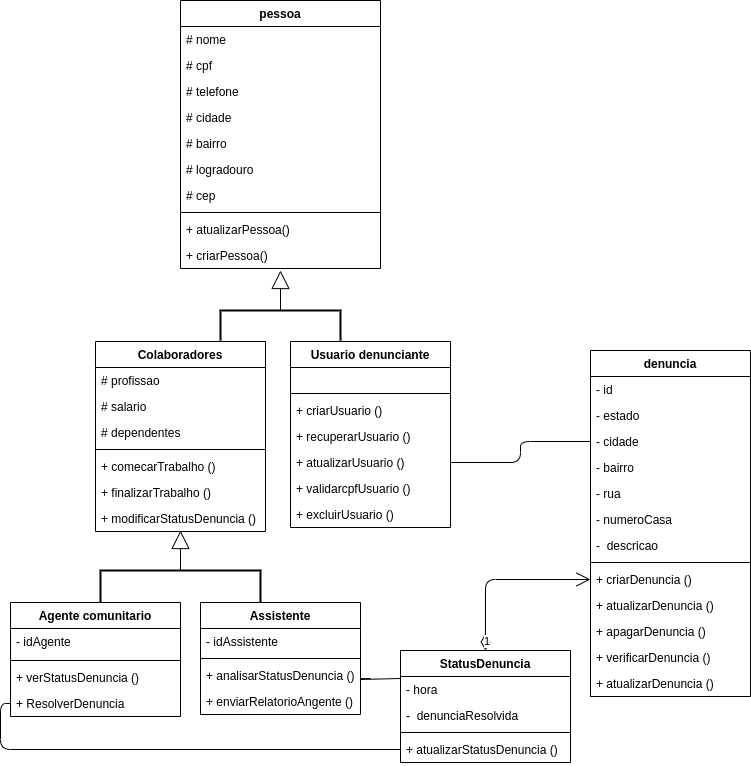 pessoa
# nome
# cpf
# telefone
# cidade
# bairro
# logradouro
# cep
+ atualizarPessoa()
+ criarPessoa()
Colaboradores
# profissao
# salario
# dependentes
+ comecarTrabalho ()
+ finalizarTrabalho ()
+ modificarStatusDenuncia ()
Usuario denunciante
+ criarUsuario ()
+ recuperarUsuario ()
+ atualizarUsuario ()
+ validarcpfUsuario ()
+ excluirUsuario ()
denuncia
- id
- estado
- cidade
- bairro
- rua
- numeroCasa
- descricao
+ criarDenuncia ()
+ atualizarDenuncia ()
+ apagarDenuncia ()
+ verificarDenuncia ()
+ atualizarDenuncia ()
Agente comunitario
- idAgente
+ verStatusDenuncia ()
+ ResolverDenuncia
Assistente
- idAssistente
+ analisarStatusDenuncia ()
+ enviarRelatorioAngente ()
1
StatusDenuncia
- hora
- denunciaResolvida
+ atualizarStatusDenuncia ()